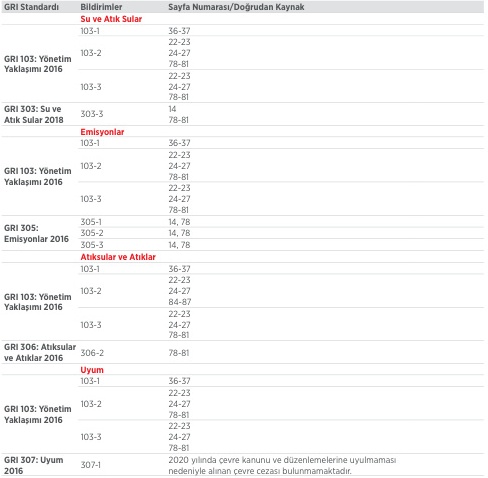 GRI Standardı Bildirimler Sayfa Numarası/Doğrudan Kaynak
Su ve Atık Sular
GRI 103: Yönetim
Yaklaşımı 2016
103-1 36-37
103-2
22-23
24-27
78-81
103-3
22-23
24-27
78-81
GRI 303: Su ve
Atık Sular 2018
303-3
14
78-81
Emisyonlar
GRI 103: Yönetim
Yaklaşımı 2016
103-1 36-37
103-2
22-23
24-27
78-81
103-3
22-23
24-27
78-81
GRI 305:
Emisyonlar 2016
305-1 14, 78
305-2 14, 78
305-3 14, 78
Atıksular ve Atıklar
GRI 103: Yönetim
Yaklaşımı 2016
103-1 36-37
103-2
22-23
24-27
84-87
103-3
22-23
24-27
78-81
GRI 306: Atıksular
ve Atıklar 2016
306-2 78-81
Uyum
GRI 103: Yönetim
Yaklaşımı 2016
103-1 36-37
103-2
22-23
24-27
78-81
103-3
22-23
24-27
78-81
GRI 307: Uyum
2016
307-1
2020 yılında çevre kanunu ve düzenlemelerine uyulmaması
nedeniyle alınan çevre cezası bulunmamaktadır.